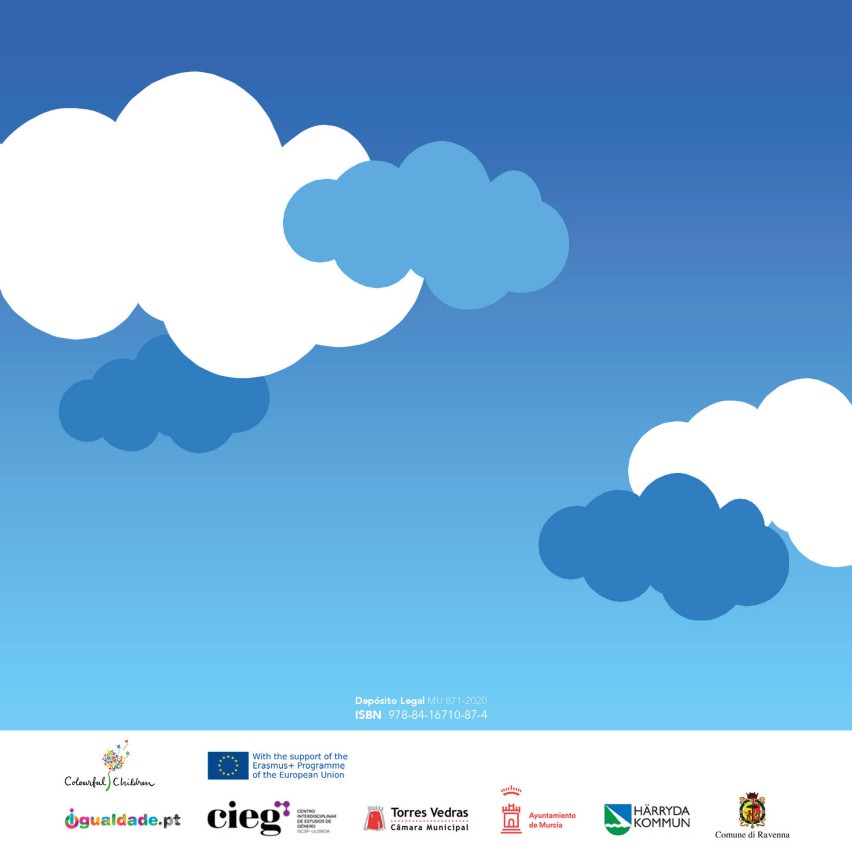 Depósito Legal MU 871-2020
ISBN 978-84-16710-87-4
Colourful Children
With the support of the
Erasmus+ Programme
of the European Union
igualdade.pt
cieg
CENTRO
INTERDISCIPLINAR
DE ESTUDOS DE
GÉNERO
ISCSP-ULISBOA
Torres Vedras
Câmara Municipal
Ayuntamiento
de Murcia
HÄRRYDA
KOMMUN
Comune di Ravenna